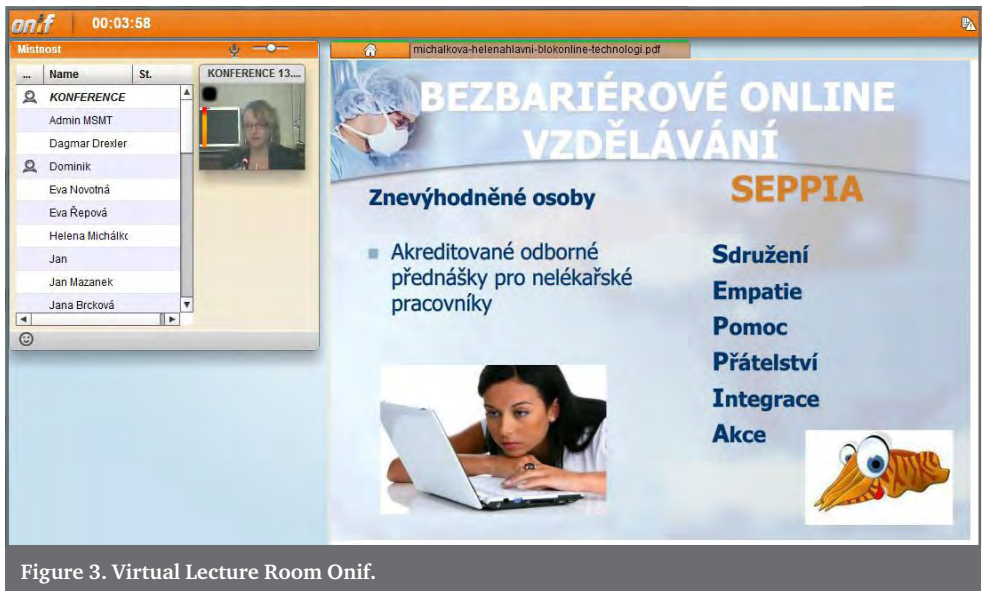 onif 00:03:58
Místnost
michalkova-helenahlavni-blokonline-technologi.pdf
... Name St.
KONFERENCE
Admin MSMT
Dagmar Drexler
Dominik
Eva Novotná
Eva Řepová
Helena Michálko
Jan
Jan Mazanek
Jana Brcková
KONFERENCE 13....
BEZBARIÉROVÉ ONLINE
VZDĚLÁVÁNÍ
Znevýhodněné osoby
Akreditované odborné
přednášky pro nelékařské
pracovníky
SEPPIA
Sdružení
Empatie
Pomoc
Přátelství
Integrace
Akce
Figure 3. Virtual Lecture Room Onif.